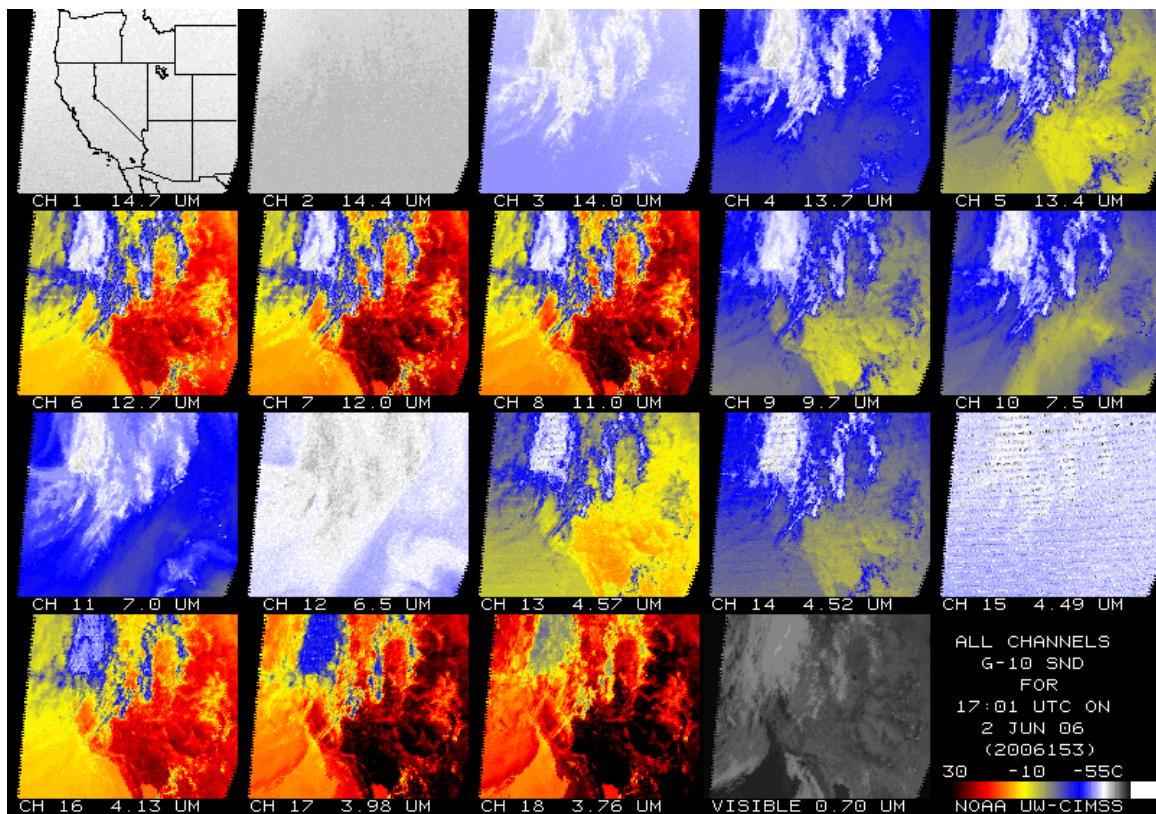 CH 1 14.7 UM
CH 2 14.4 UM
CH 3 14.0 UM
CH 4 13.7 UM
CH 5 13.4 UM
CH 6 12.7 UM
CH 7 12.0 UM
CH 8 11.0 UM
CH 9 9.7 UM
CH 10 7.5 UM
CH 11 7.0 UM
CH 12 6.5 UM
CH 13 4.57 UM
CH 14 4.52 UM
CH 15 4.49 UM
CH 16 4.13 UM
CH 17 3.98 UM
CH 18 3.76 UM
VISIBLE 0.70 UM
ALL CHANNELS
G-10 SND
FOR
17:01 UTC ON
2 JUN 06
(2006153)
30 -10 -55C
NOAA UW-CIMSS